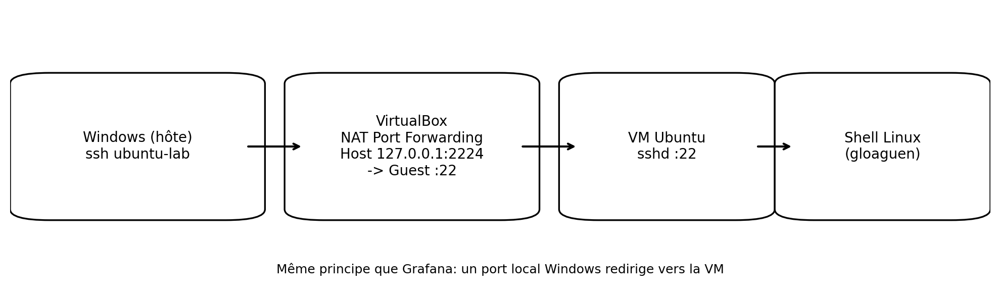 Windows (hôte)
ssh ubuntu-lab
VirtualBox
NAT Port Forwarding
Host 127.0.0.1:2224
-> Guest :22
VM Ubuntu
sshd :22
Shell Linux
(gloaguen)
Même principe que Grafana: un port local Windows redirige vers la VM